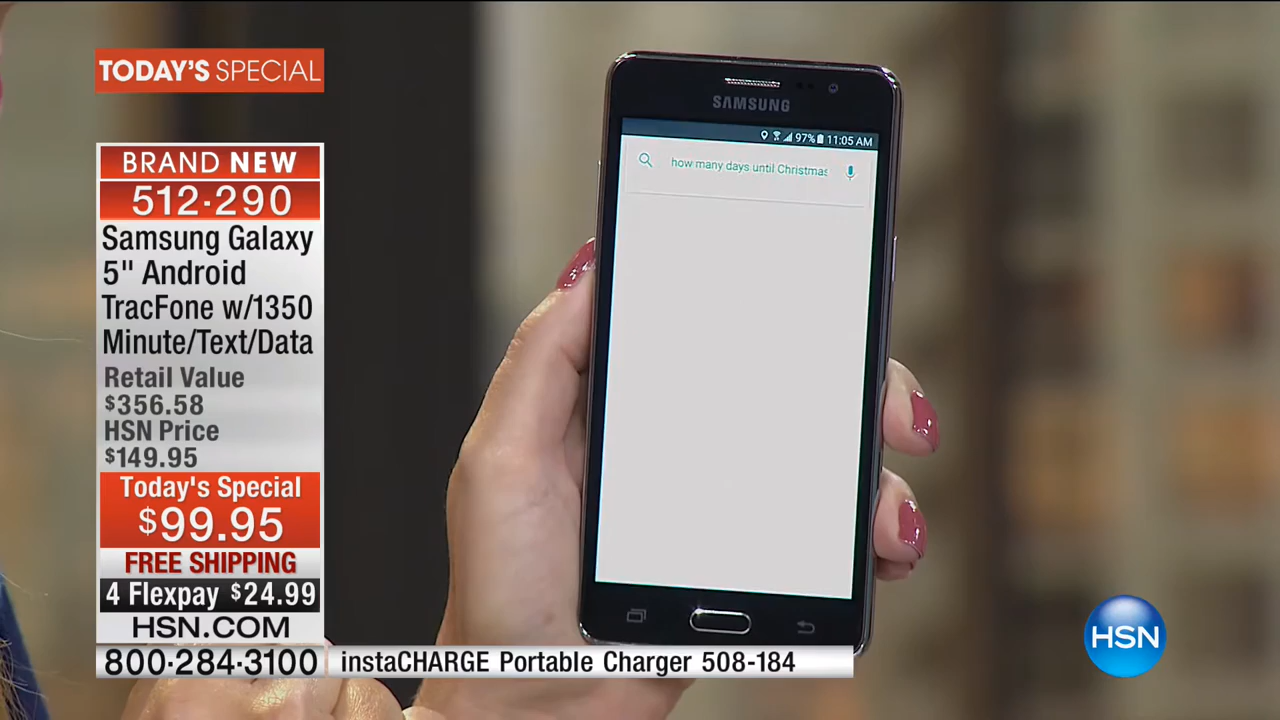 TODAY'S SPECIAL
BRAND NEW
512·290
Samsung Galaxy
5" Android
TracFone w/1350
Minute/Text/Data
Retail Value
$356.58
HSN Price
$149.95
Today's Special
$99.95
FREE SHIPPING
4 Flexpay $24.99
HSN.COM
800·284·3100
instaCHARGE Portable Charger 508-184
SAMSUNG
97% 11:05 AM
how many days until Christmas
HSN